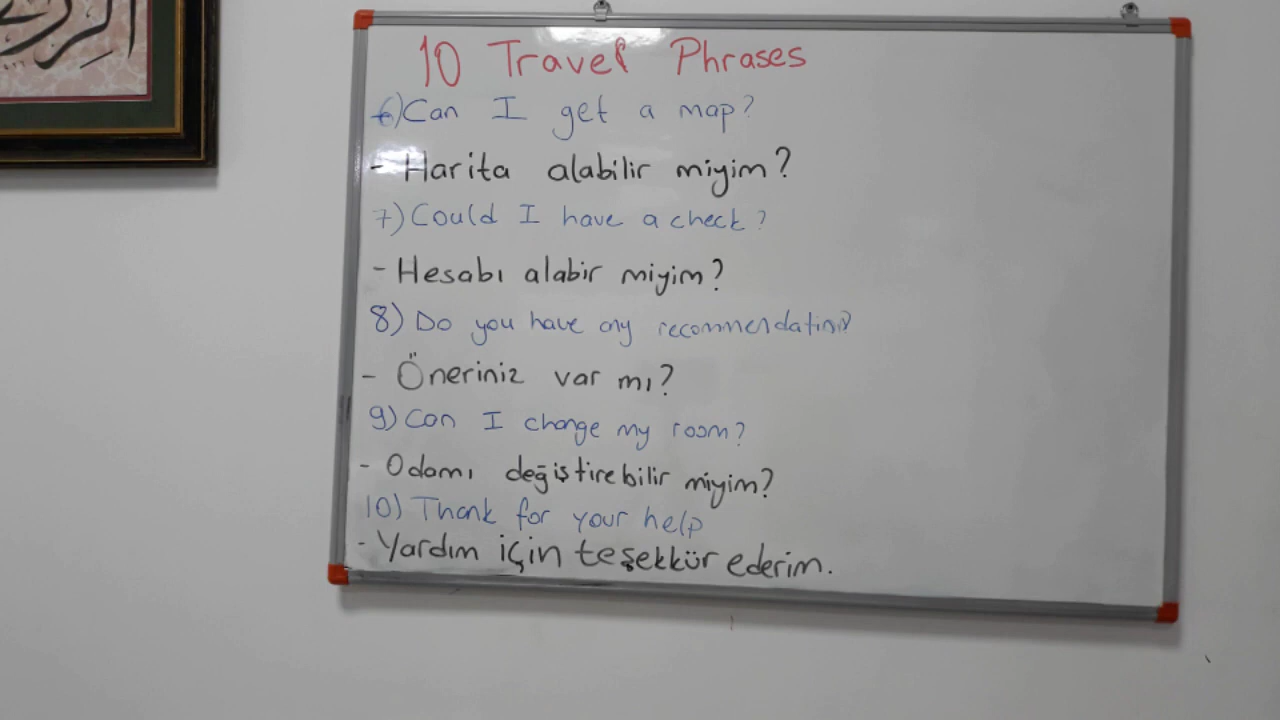 10 Travel Phrases
6) Can I get a map?
- Harita alabilir miyim?
7) Could I have a check?
- Hesabı alabir miyim?
8) Do you have any recommendations?
- Öneriniz var mı?
9) Can I change my room?
- Odamı değiştirebilir miyim?
10) Thank for your help
- Yardım için teşekkür ederim.